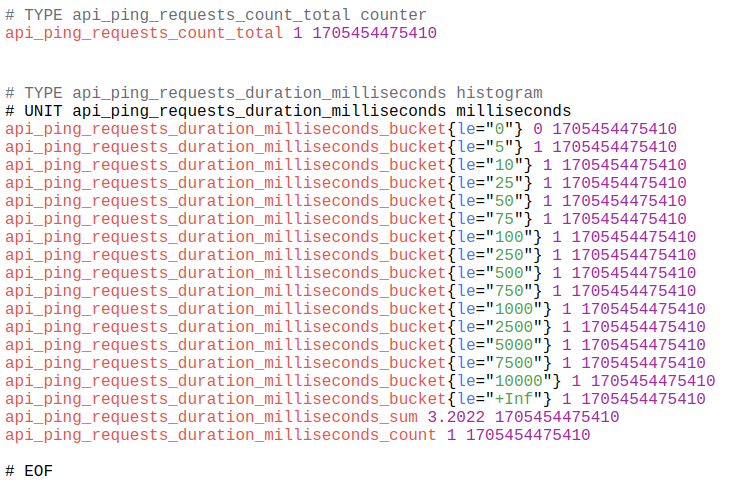 # TYPE api_ping_requests_count_total counter
api_ping_requests_count_total 1 1705454475410
# TYPE api_ping_requests_duration_milliseconds histogram
# UNIT api_ping_requests_duration_milliseconds milliseconds
api_ping_requests_duration_milliseconds_bucket{le="0"} 0 1705454475410
api_ping_requests_duration_milliseconds_bucket{le="5"} 1 1705454475410
api_ping_requests_duration_milliseconds_bucket{le="10"} 1 1705454475410
api_ping_requests_duration_milliseconds_bucket{le="25"} 1 1705454475410
api_ping_requests_duration_milliseconds_bucket{le="50"} 1 1705454475410
api_ping_requests_duration_milliseconds_bucket{le="75"} 1 1705454475410
api_ping_requests_duration_milliseconds_bucket{le="100"} 1 1705454475410
api_ping_requests_duration_milliseconds_bucket{le="250"} 1 1705454475410
api_ping_requests_duration_milliseconds_bucket{le="500"} 1 1705454475410
api_ping_requests_duration_milliseconds_bucket{le="750"} 1 1705454475410
api_ping_requests_duration_milliseconds_bucket{le="1000"} 1 1705454475410
api_ping_requests_duration_milliseconds_bucket{le="2500"} 1 1705454475410
api_ping_requests_duration_milliseconds_bucket{le="5000"} 1 1705454475410
api_ping_requests_duration_milliseconds_bucket{le="7500"} 1 1705454475410
api_ping_requests_duration_milliseconds_bucket{le="10000"} 1 1705454475410
api_ping_requests_duration_milliseconds_bucket{le="+Inf"} 1 1705454475410
api_ping_requests_duration_milliseconds_sum 3.2022 1705454475410
api_ping_requests_duration_milliseconds_count 1 1705454475410
# EOF